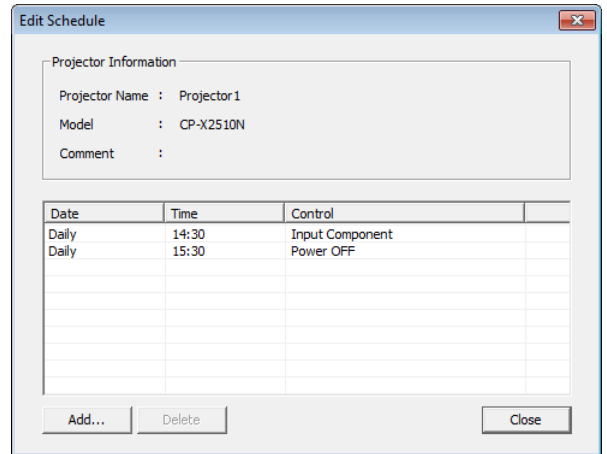 Edit Schedule
Projector Information
Projector Name : Projector1
Model : CP-X2510N
Comment :
Date Time Control
Daily 14:30 Input Component
Daily 15:30 Power OFF
Add... Delete Close